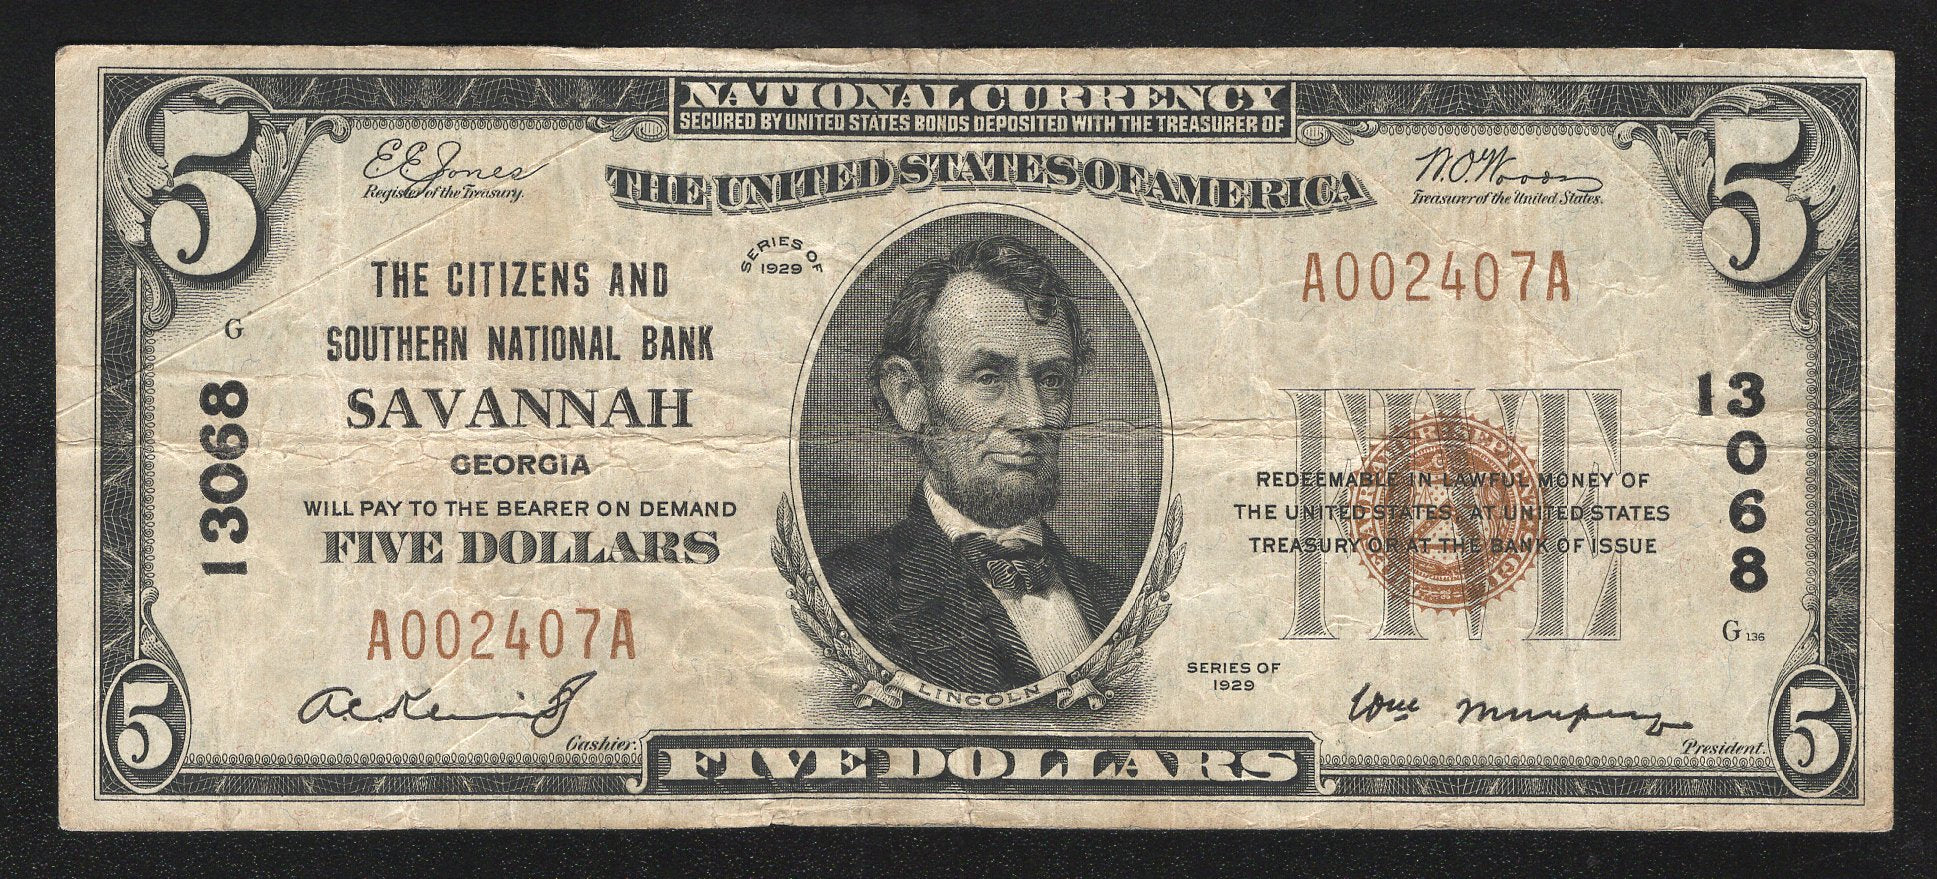 NATIONAL CURRENCY
SECURED BY UNITED STATES BONDS DEPOSITED WITH THE TREASURER OF
THE UNITED STATES OF AMERICA
5
5
E.E. Jones
Register of the Treasury.
W.O. Woods
Treasurer of the United States.
SERIES OF
1929
THE CITIZENS AND
SOUTHERN NATIONAL BANK
SAVANNAH
GEORGIA
WILL PAY TO THE BEARER ON DEMAND
FIVE DOLLARS
G
13068
A002407A
A002407A
FIVE
REDEEMABLE IN LAWFUL MONEY OF
THE UNITED STATES, AT UNITED STATES
TREASURY OR AT THE BANK OF ISSUE
13068
G 136
SERIES OF
1929
LINCOLN
Cashier.
Wm Murphey
President.
5
FIVE DOLLARS
5